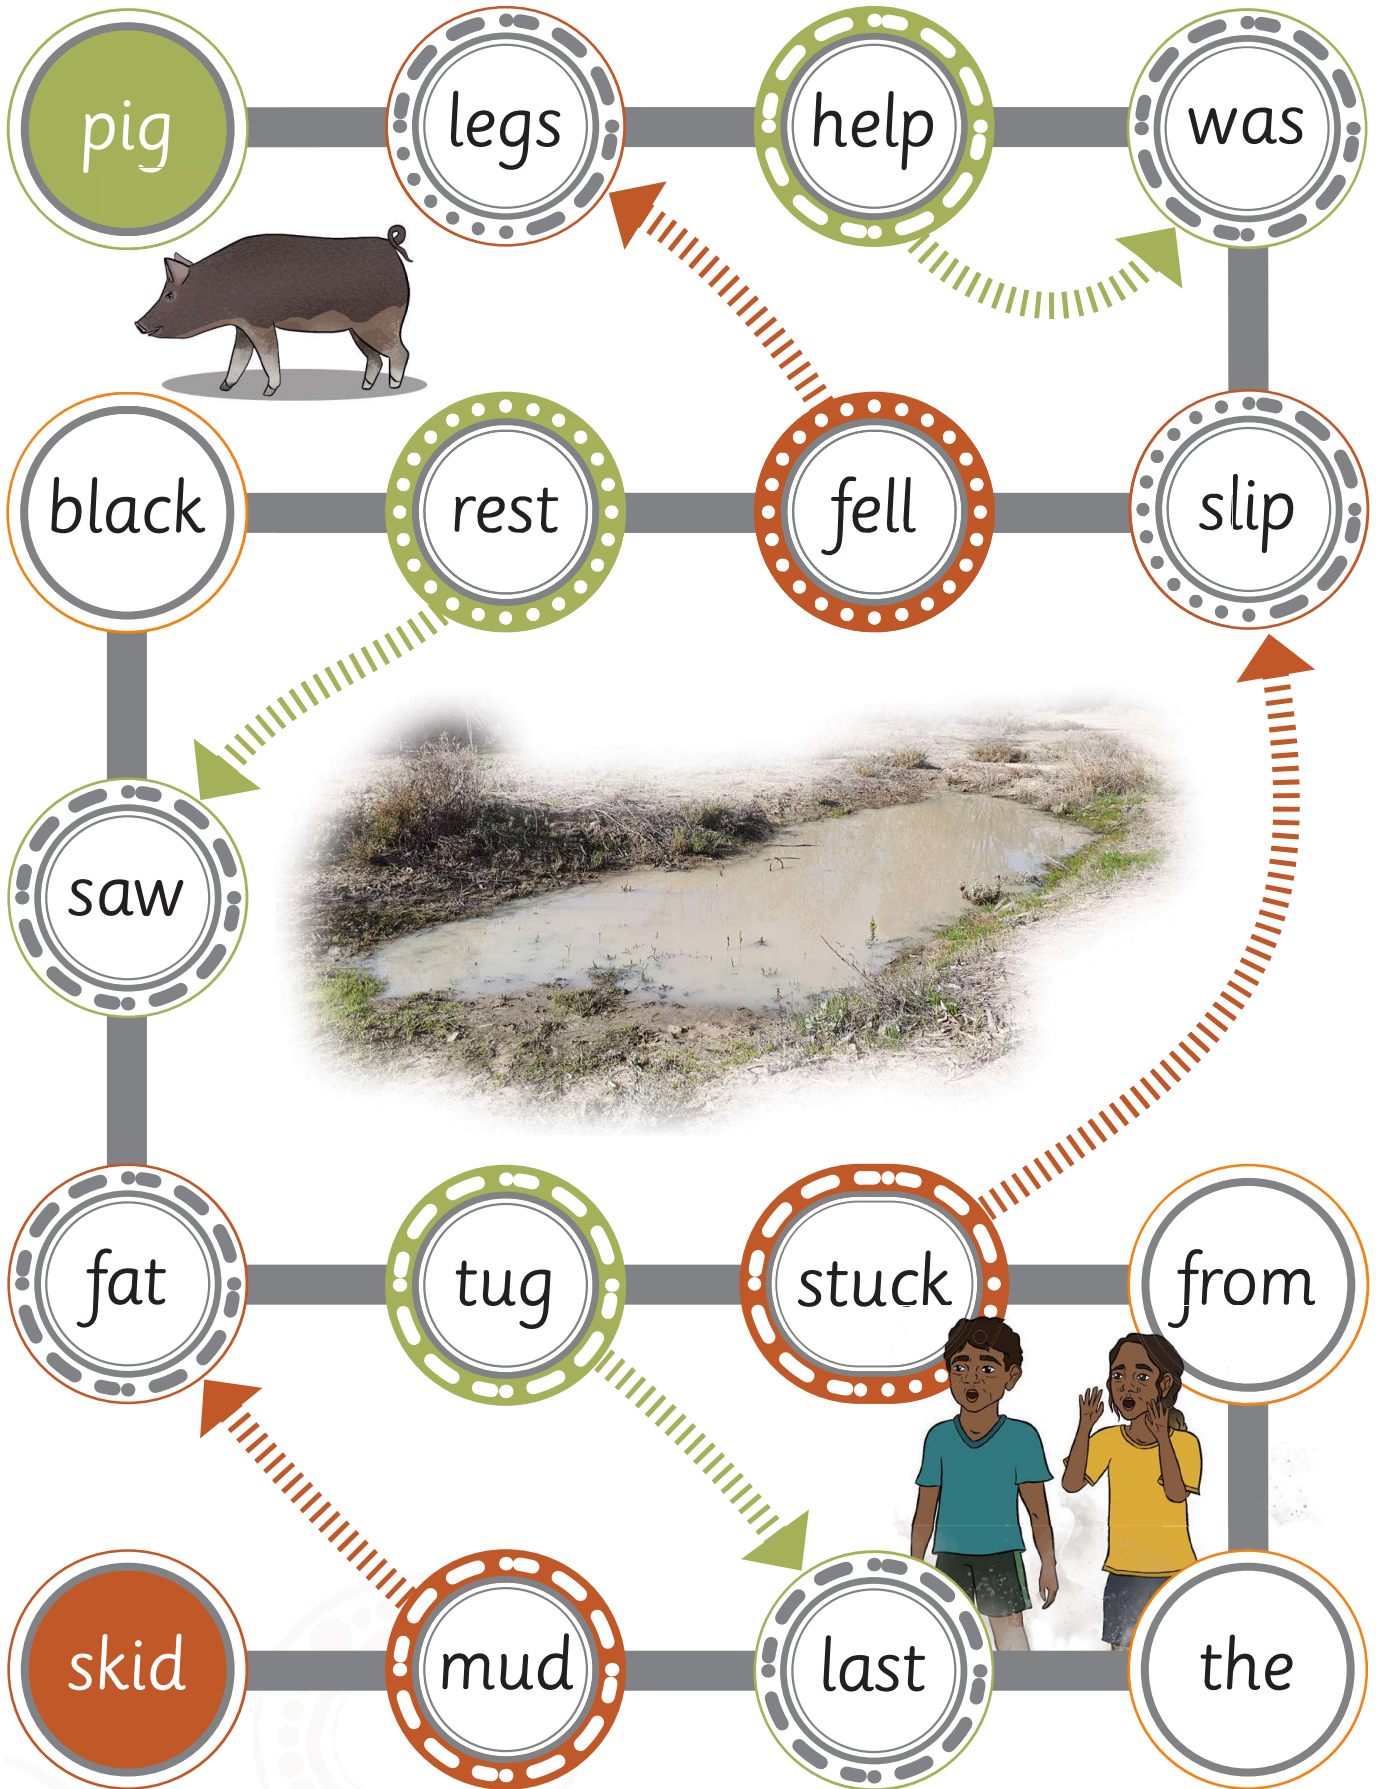 pig legs help was
black rest fell slip
saw
fat tug stuck from
skid mud last the